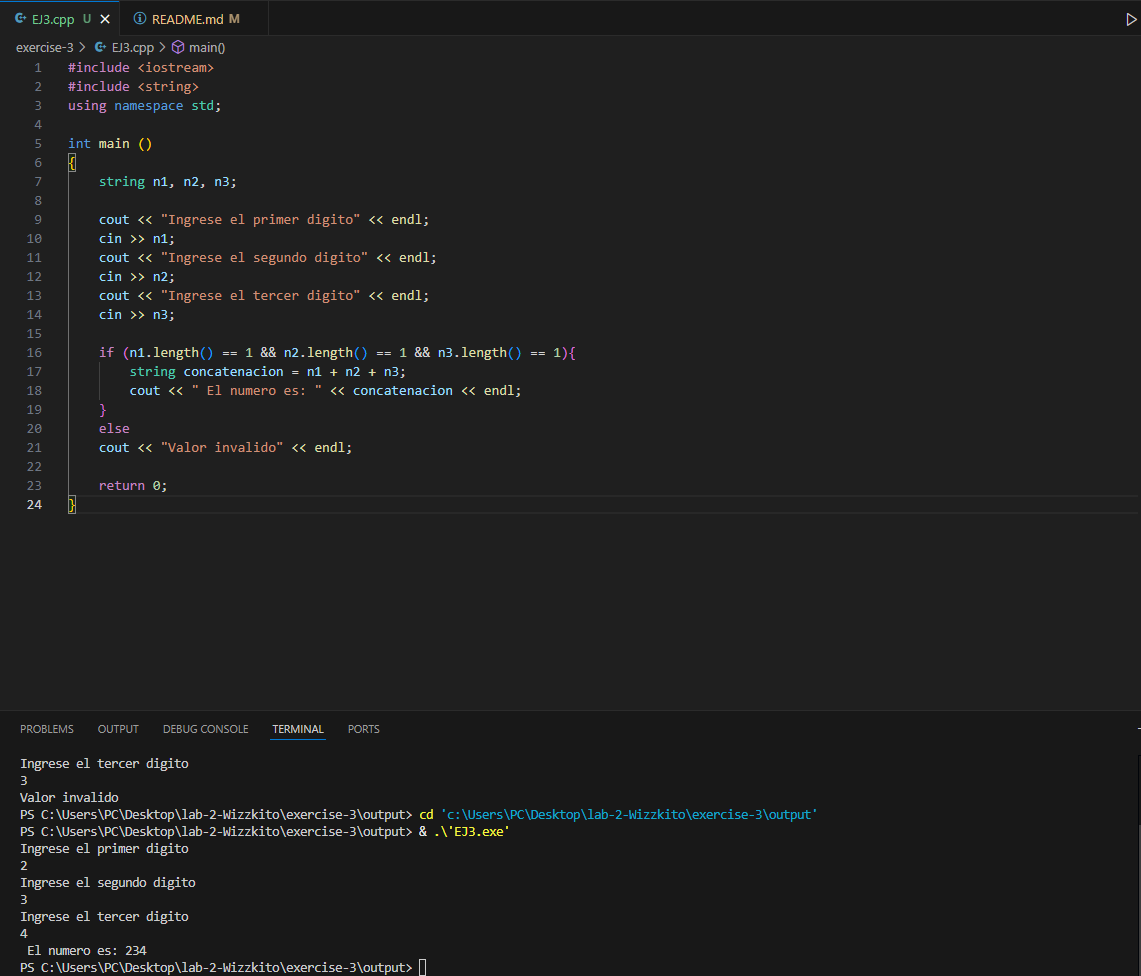 EJ3.cpp U README.md M
exercise-3 > EJ3.cpp > main()
1 #include <iostream>
2 #include <string>
3 using namespace std;
4
5 int main ()
6 {
7 string n1, n2, n3;
8
9 cout << "Ingrese el primer digito" << endl;
10 cin >> n1;
11 cout << "Ingrese el segundo digito" << endl;
12 cin >> n2;
13 cout << "Ingrese el tercer digito" << endl;
14 cin >> n3;
15
16 if (n1.length() == 1 && n2.length() == 1 && n3.length() == 1){
17 string concatenacion = n1 + n2 + n3;
18 cout << " El numero es: " << concatenacion << endl;
19 }
20 else
21 cout << "Valor invalido" << endl;
22
23 return 0;
24 }
PROBLEMS OUTPUT DEBUG CONSOLE TERMINAL PORTS
Ingrese el tercer digito
3
Valor invalido
PS C:\Users\PC\Desktop\lab-2-Wizzkito\exercise-3\output> cd 'c:\Users\PC\Desktop\lab-2-Wizzkito\exercise-3\output'
PS C:\Users\PC\Desktop\lab-2-Wizzkito\exercise-3\output> & .\'EJ3.exe'
Ingrese el primer digito
2
Ingrese el segundo digito
3
Ingrese el tercer digito
4
El numero es: 234
PS C:\Users\PC\Desktop\lab-2-Wizzkito\exercise-3\output>